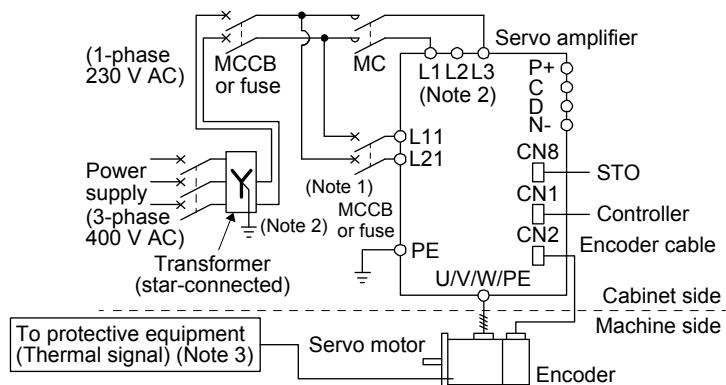 (1-phase
230 V AC)
MCCB
or fuse
MC
Servo amplifier
L1 L2 L3
(Note 2)
P+
C
D
N-
L11
L21
(Note 1)
MCCB
or fuse
CN8
STO
CN1
Controller
CN2
Encoder cable
Power
supply
(3-phase
400 V AC)
(Note 2)
Transformer
(star-connected)
PE
U/V/W/PE
Cabinet side
Machine side
To protective equipment
(Thermal signal) (Note 3)
Servo motor
Encoder